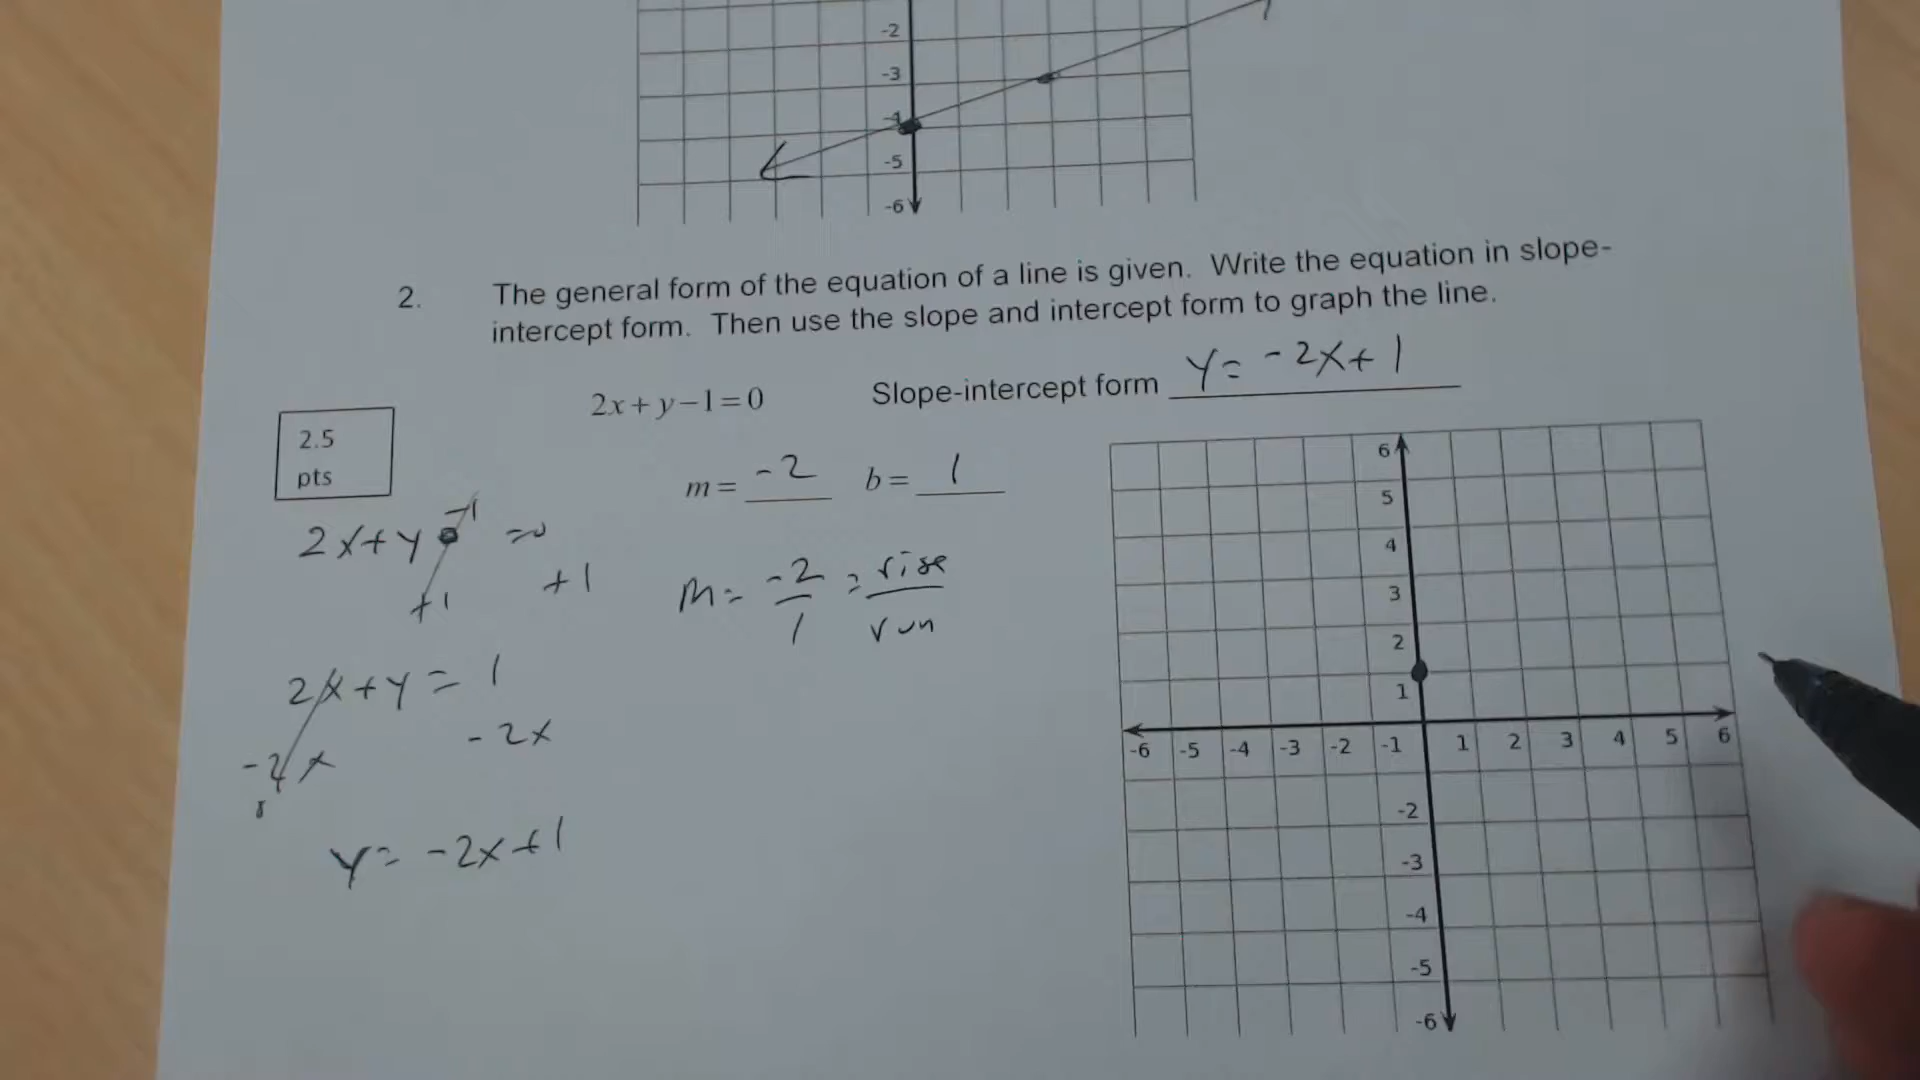 -2
-3
-4
-5
-6
2. The general form of the equation of a line is given. Write the equation in slope-
intercept form. Then use the slope and intercept form to graph the line.
2x+y−1=0 Slope-intercept form y= -2x+1
2.5
pts
m= -2 b= 1
2x+y -1 =0
+1 +1
m= -2/1 = rise/run
2x+y = 1
-2x -2x
y= -2x+1
6
5
4
3
2
1
-6 -5 -4 -3 -2 -1 1 2 3 4 5 6
-2
-3
-4
-5
-6